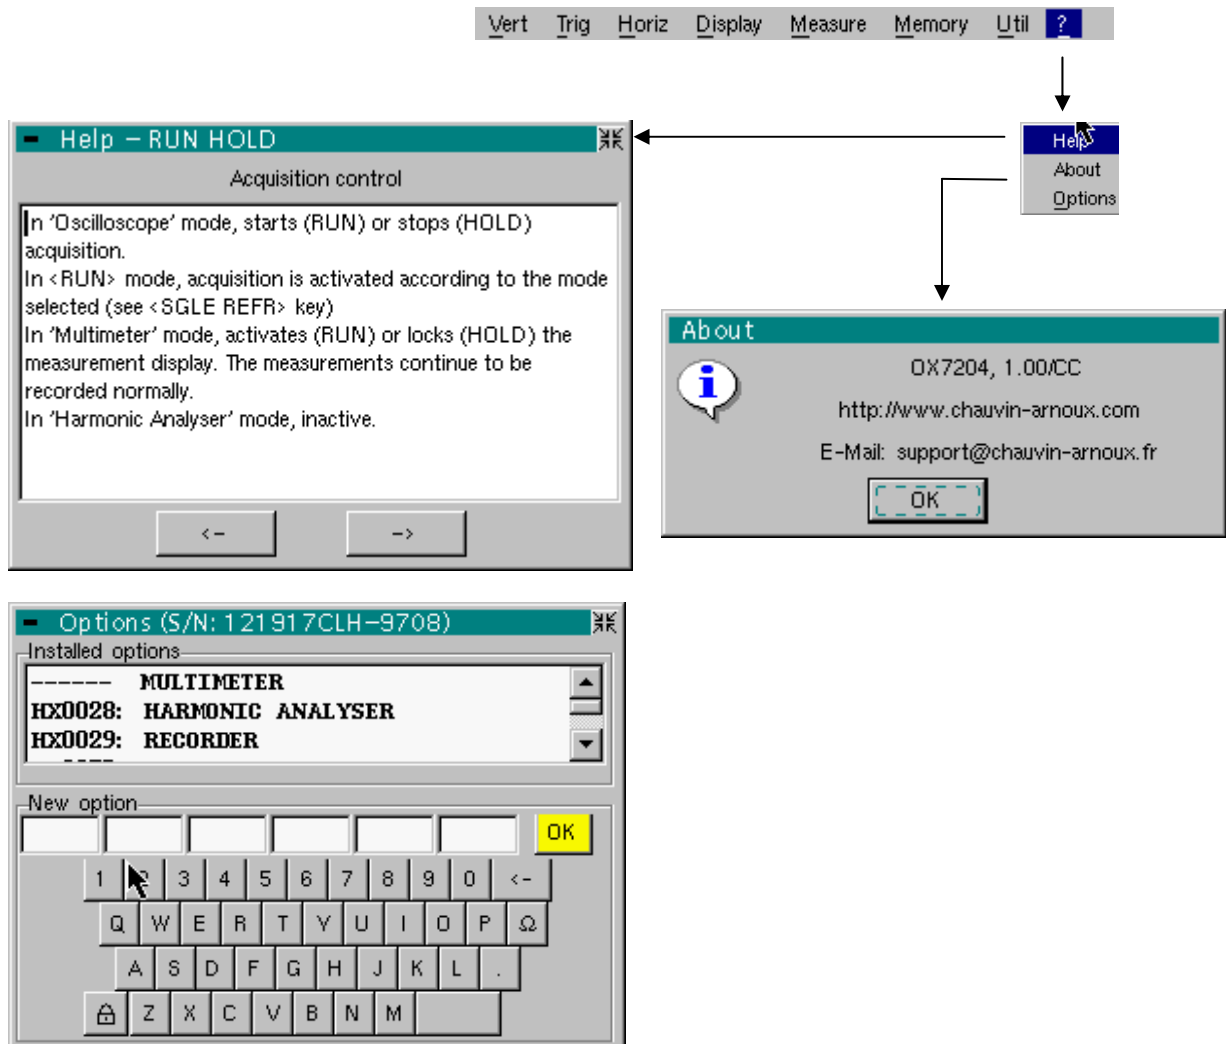 Vert Trig Horiz Display Measure Memory Util ?
Help
About
Options
Help – RUN HOLD
Acquisition control
In 'Oscilloscope' mode, starts (RUN) or stops (HOLD)
acquisition.
In <RUN> mode, acquisition is activated according to the mode
selected (see <SGLE REFR> key)
In 'Multimeter' mode, activates (RUN) or locks (HOLD) the
measurement display. The measurements continue to be
recorded normally.
In 'Harmonic Analyser' mode, inactive.
<- ->
About
OX7204, 1.00/CC
http://www.chauvin-arnoux.com
E-Mail: support@chauvin-arnoux.fr
OK
Options (S/N: 121917CLH-9708)
Installed options
------ MULTIMETER
HX0028: HARMONIC ANALYSER
HX0029: RECORDER
New option
OK
1 2 3 4 5 6 7 8 9 0 <-
Q W E R T Y U I O P Ω
A S D F G H J K L .
Z X C V B N M